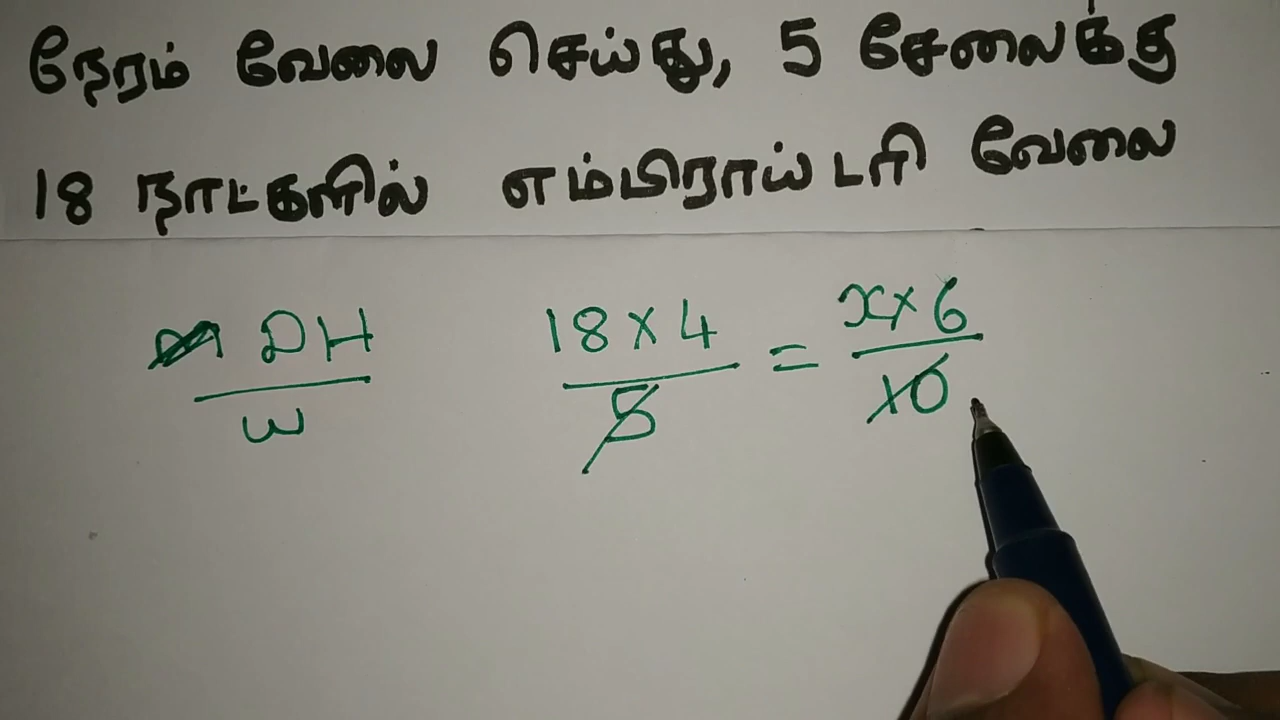 நேரம் வேலை செய்து, 5 சேலைக்கு
18 நாட்களில் எம்பிராய்டரி வேலை
DH/W 18 × 4/5 = x × 6/10